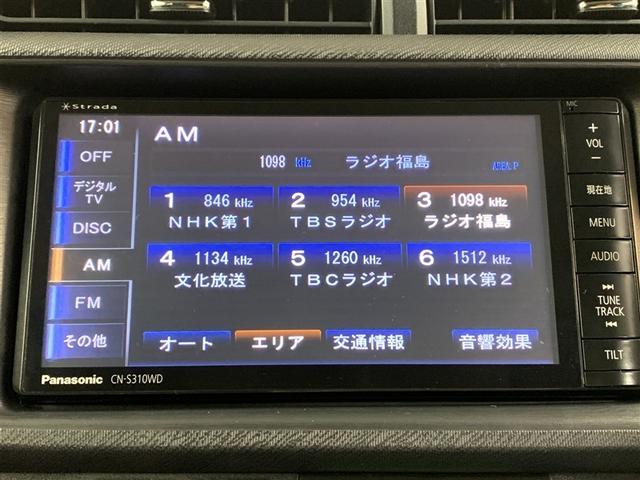 Strada
MIC
17:01
AM
OFF
1098 kHz ラジオ福島 AREA.P
デジタル
TV
1 846 kHz 2 954 kHz 3 1098 kHz
NHK第1 TBSラジオ ラジオ福島
DISC
AM
4 1134 kHz 5 1260 kHz 6 1512 kHz
文化放送 TBCラジオ NHK第2
FM
その他
オート エリア 交通情報 音響効果
+
VOL
−
現在地
MENU
AUDIO
TUNE
TRACK
TILT
Panasonic CN-S310WD